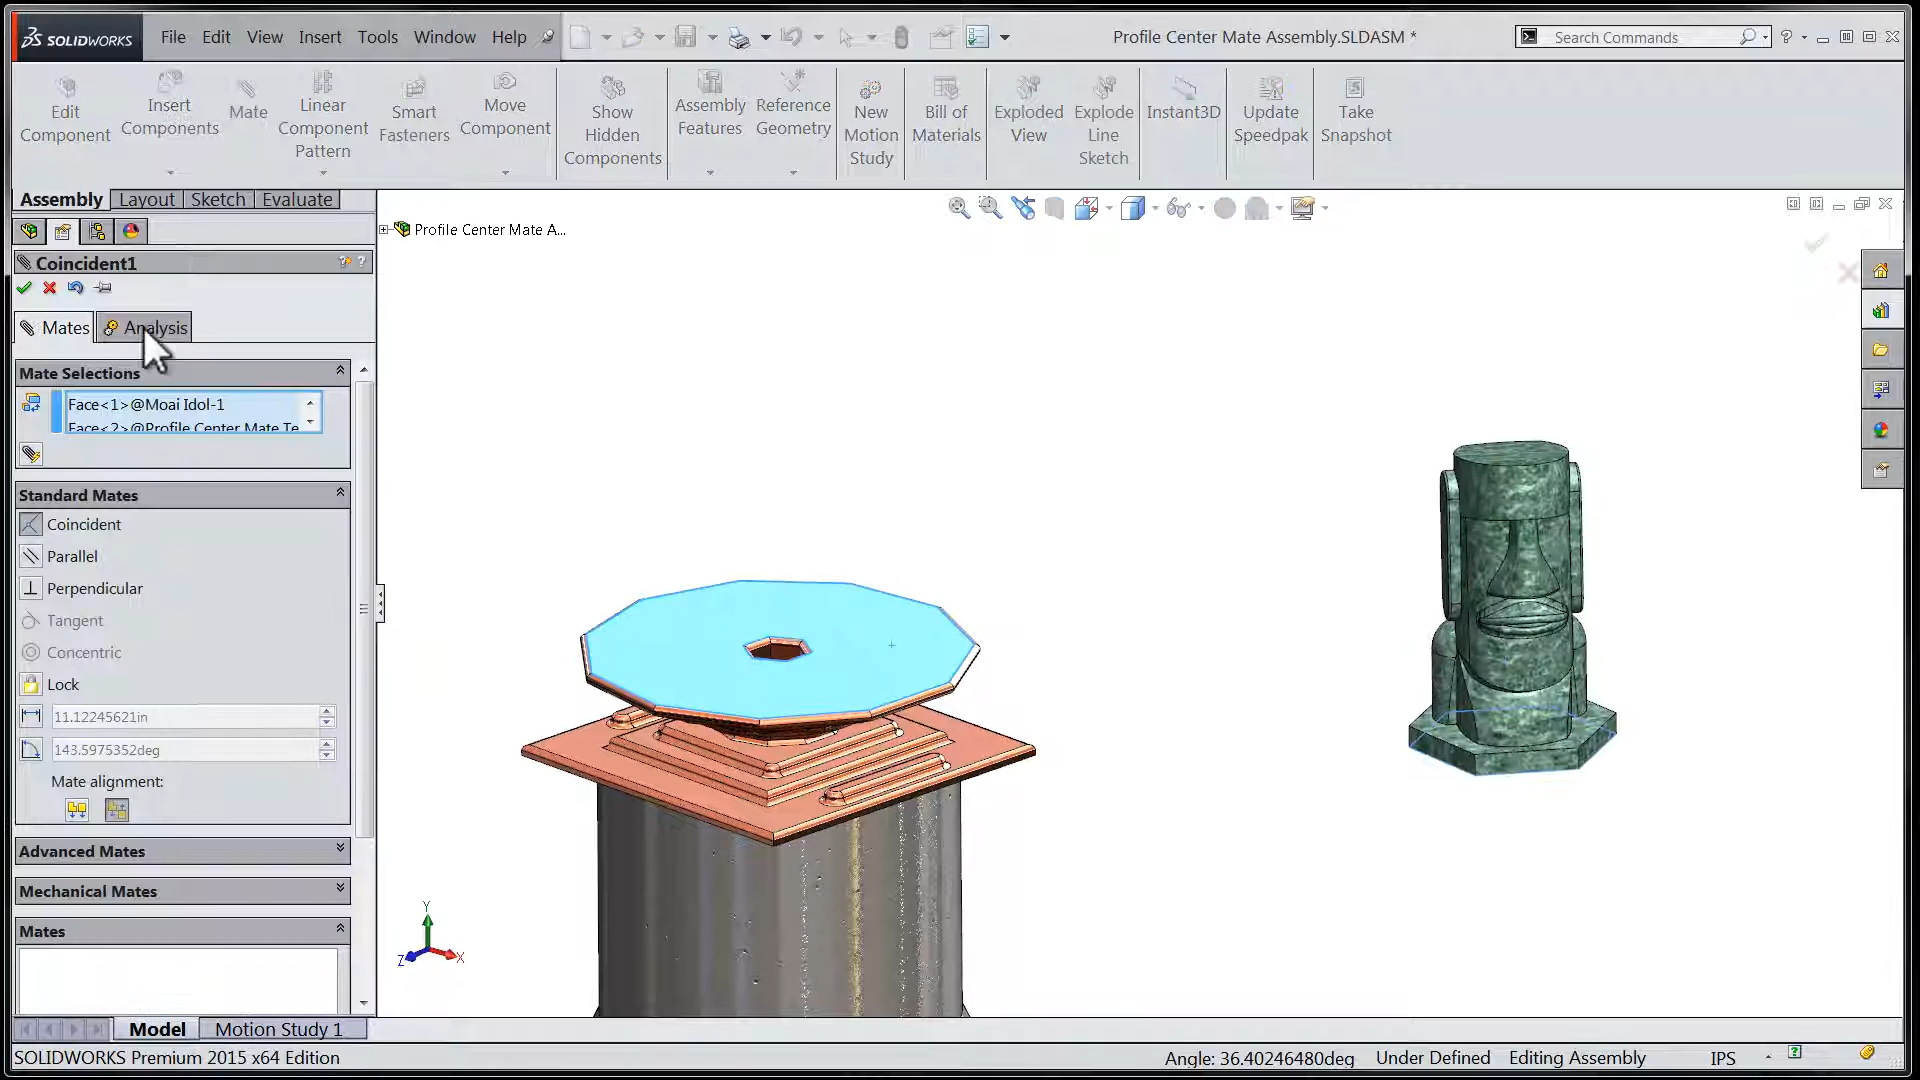 SOLIDWORKS File Edit View Insert Tools Window Help Profile Center Mate Assembly.SLDASM * Search Commands ?
Edit Component
Insert Components
Mate
Linear Component Pattern
Smart Fasteners
Move Component
Show Hidden Components
Assembly Features
Reference Geometry
New Motion Study
Bill of Materials
Exploded View
Explode Line Sketch
Instant3D
Update Speedpak
Take Snapshot
Assembly Layout Sketch Evaluate
Profile Center Mate A...
Coincident1
Mates Analysis
Mate Selections
Face<1>@Moai Idol-1
Face<2>@Profile Center Mate Te
Standard Mates
Coincident
Parallel
Perpendicular
Tangent
Concentric
Lock
11.12245621in
143.5975352deg
Mate alignment:
Advanced Mates
Mechanical Mates
Mates
Y
Z X
Model Motion Study 1
SOLIDWORKS Premium 2015 x64 Edition Angle: 36.40246480deg Under Defined Editing Assembly IPS